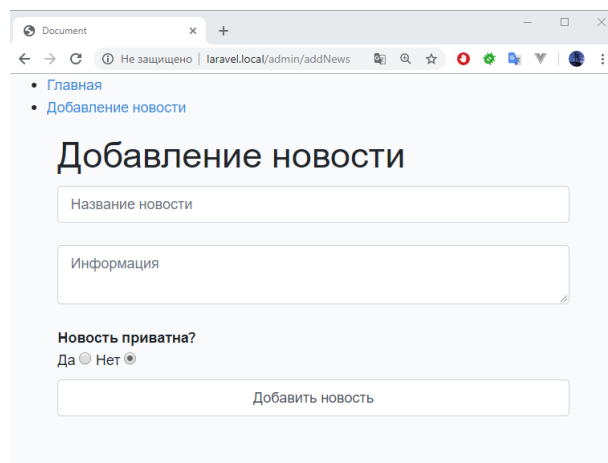 Document
Не защищено | laravel.local/admin/addNews
Главная
Добавление новости
Добавление новости
Название новости
Информация
Новость приватна?
Да Нет
Добавить новость